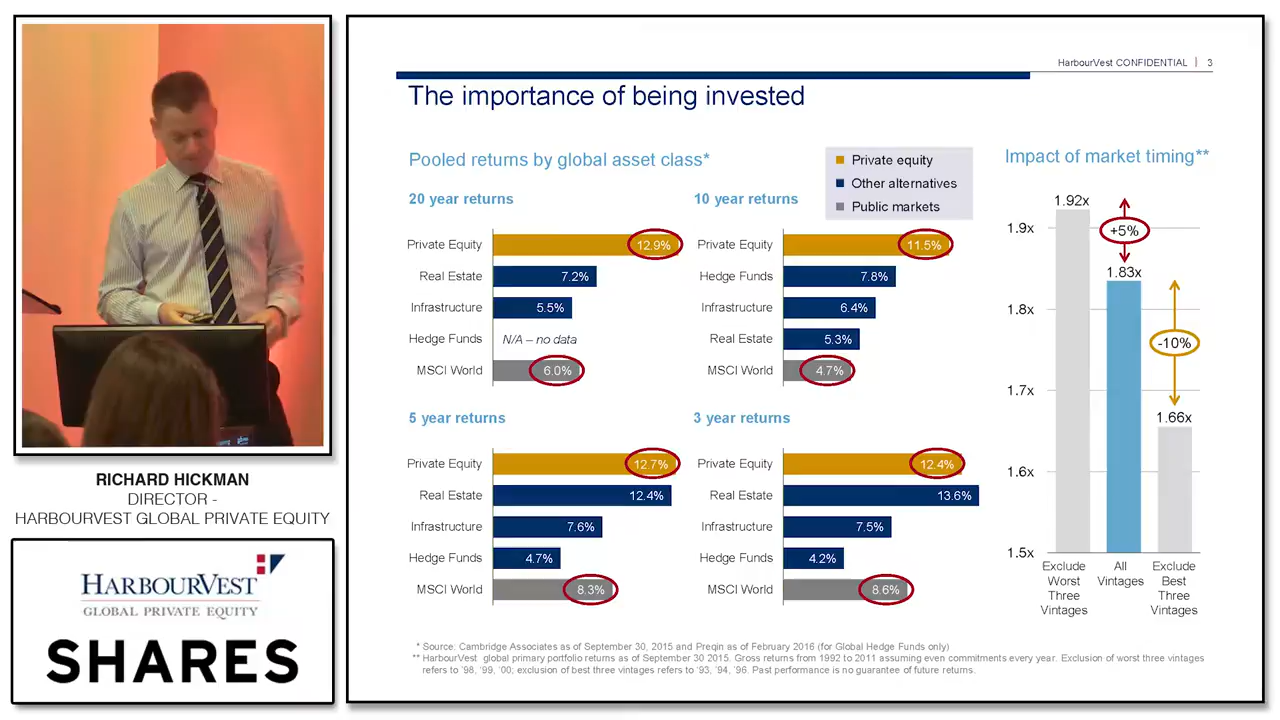 RICHARD HICKMAN
DIRECTOR -
HARBOURVEST GLOBAL PRIVATE EQUITY
HARBOURVEST
GLOBAL PRIVATE EQUITY
SHARES
HarbourVest CONFIDENTIAL | 3
The importance of being invested
Pooled returns by global asset class*
Private equity
Other alternatives
Public markets
20 year returns
Private Equity 12.9%
Real Estate 7.2%
Infrastructure 5.5%
Hedge Funds N/A – no data
MSCI World 6.0%
10 year returns
Private Equity 11.5%
Hedge Funds 7.8%
Infrastructure 6.4%
Real Estate 5.3%
MSCI World 4.7%
5 year returns
Private Equity 12.7%
Real Estate 12.4%
Infrastructure 7.6%
Hedge Funds 4.7%
MSCI World 8.3%
3 year returns
Private Equity 12.4%
Real Estate 13.6%
Infrastructure 7.5%
Hedge Funds 4.2%
MSCI World 8.6%
Impact of market timing**
1.92x
1.9x
+5%
1.83x
1.8x
-10%
1.7x
1.66x
1.6x
1.5x
Exclude Worst Three Vintages
All Vintages
Exclude Best Three Vintages
* Source: Cambridge Associates as of September 30, 2015 and Preqin as of February 2016 (for Global Hedge Funds only)
** HarbourVest global primary portfolio returns as of September 30 2015. Gross returns from 1992 to 2011 assuming even commitments every year. Exclusion of worst three vintages
refers to '98, '99, '00; exclusion of best three vintages refers to '93, '94, '96. Past performance is no guarantee of future returns.